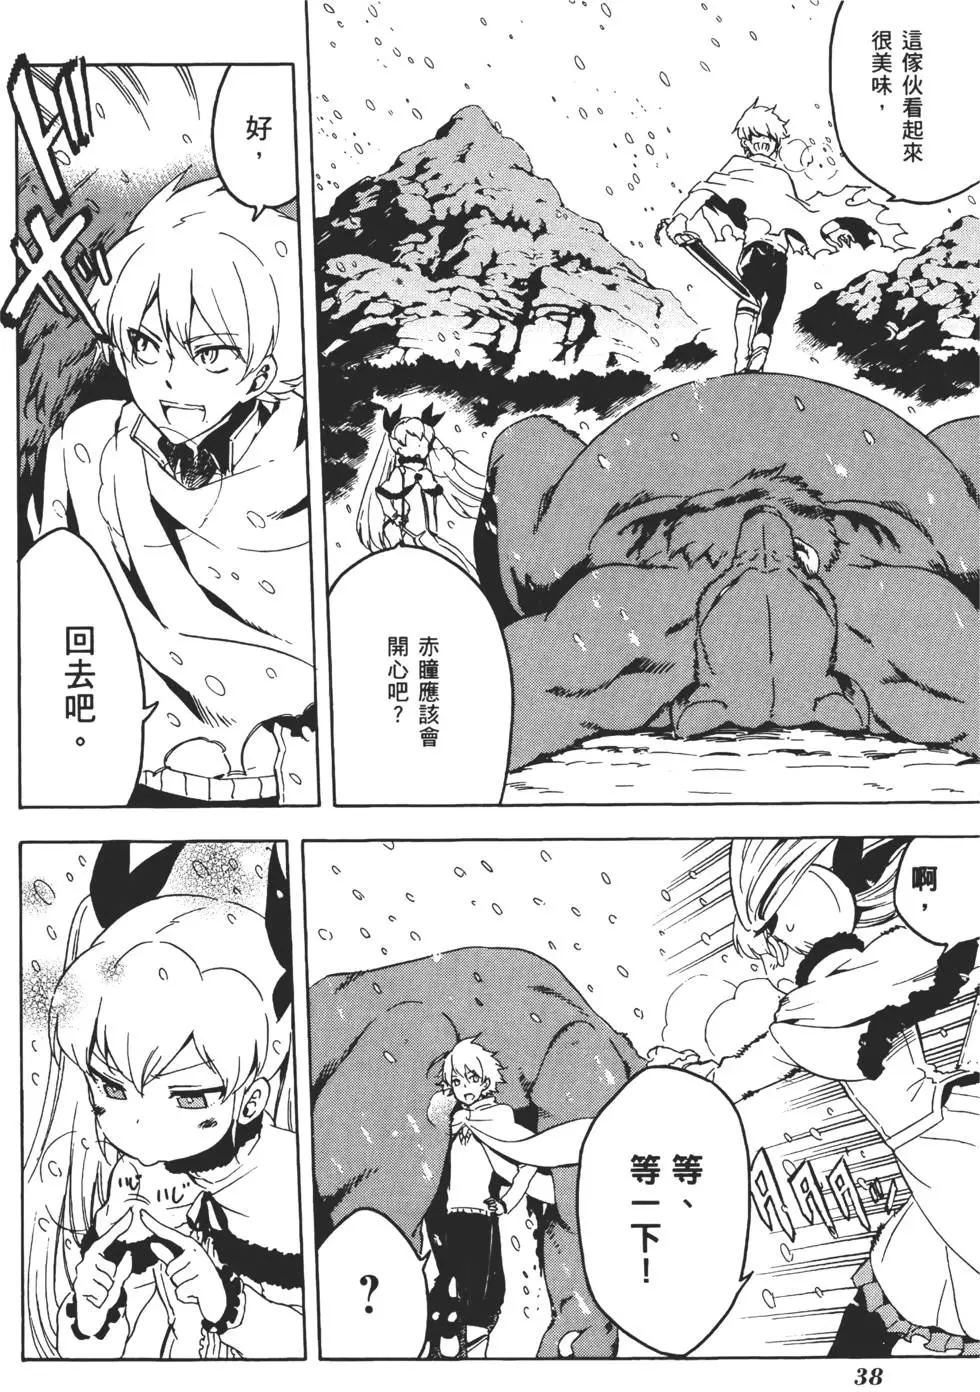 這傢伙看起來
很美味，
赤瞳應該會
開心吧？
好，
回去吧。
啊，
等、
等一下！
？
38